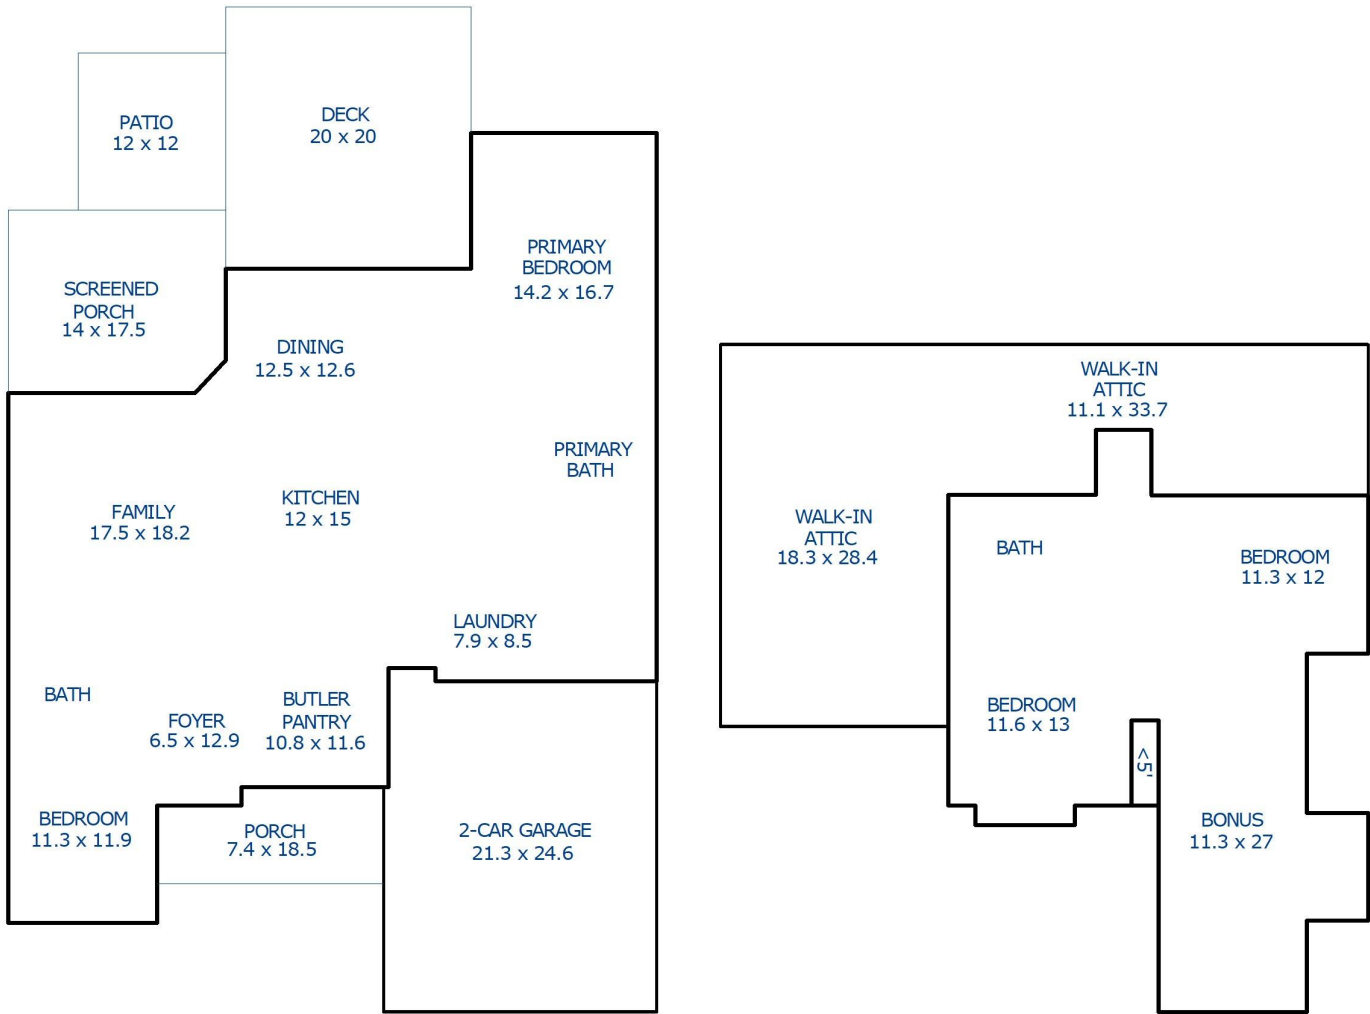 DECK
20 x 20
PATIO
12 x 12
PRIMARY
BEDROOM
14.2 x 16.7
SCREENED
PORCH
14 x 17.5
DINING
12.5 x 12.6
PRIMARY
BATH
KITCHEN
12 x 15
FAMILY
17.5 x 18.2
LAUNDRY
7.9 x 8.5
BATH
BUTLER
PANTRY
10.8 x 11.6
FOYER
6.5 x 12.9
BEDROOM
11.3 x 11.9
PORCH
7.4 x 18.5
2-CAR GARAGE
21.3 x 24.6
WALK-IN
ATTIC
11.1 x 33.7
WALK-IN
ATTIC
18.3 x 28.4
BATH
BEDROOM
11.3 x 12
BEDROOM
11.6 x 13
<5'
BONUS
11.3 x 27